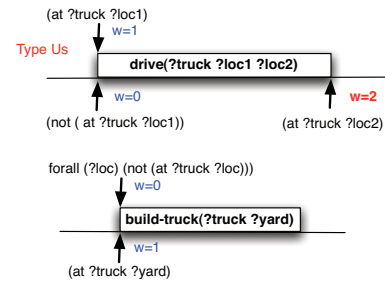 (at ?truck ?loc1)
w=1
Type Us
drive(?truck ?loc1 ?loc2)
w=0
w=2
(not ( at ?truck ?loc1))
(at ?truck ?loc2)
forall (?loc) (not (at ?truck ?loc)))
w=0
build-truck(?truck ?yard)
w=1
(at ?truck ?yard)